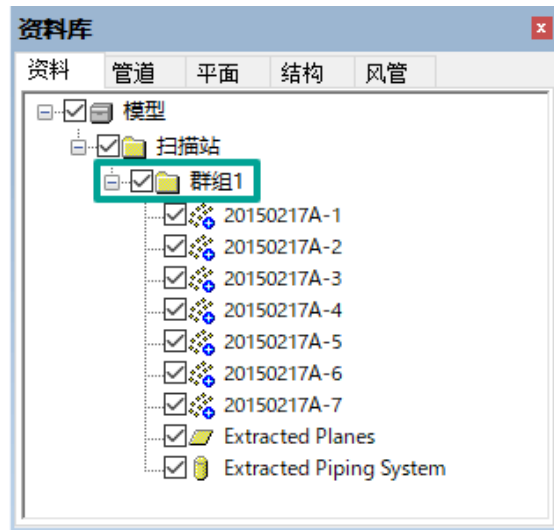 资料库
资料 管道 平面 结构 风管
模型
扫描站
群组1
20150217A-1
20150217A-2
20150217A-3
20150217A-4
20150217A-5
20150217A-6
20150217A-7
Extracted Planes
Extracted Piping System